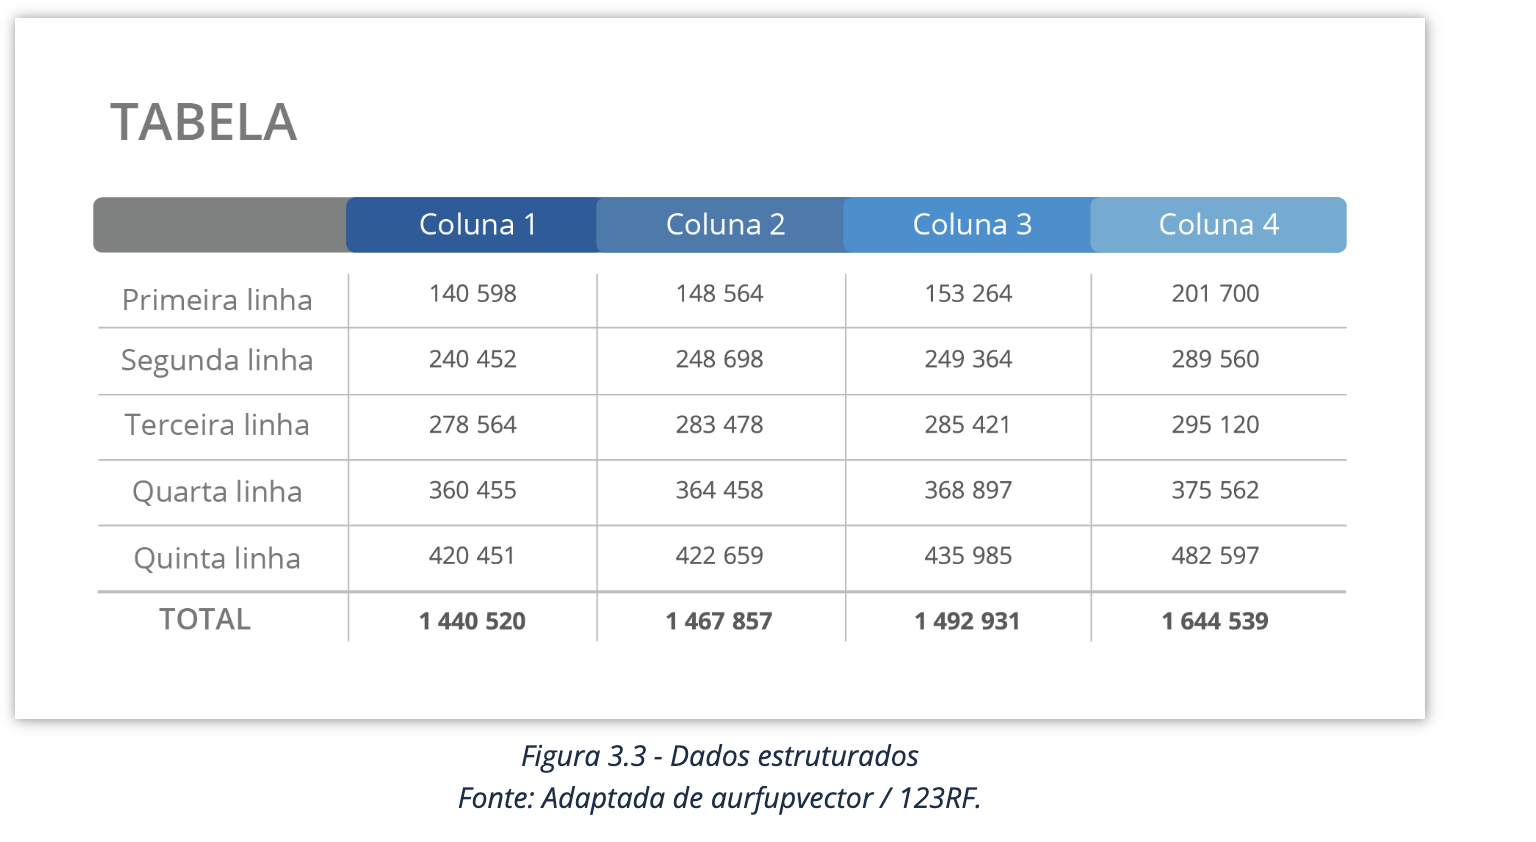 TABELA
Coluna 1 Coluna 2 Coluna 3 Coluna 4
Primeira linha 140 598 148 564 153 264 201 700
Segunda linha 240 452 248 698 249 364 289 560
Terceira linha 278 564 283 478 285 421 295 120
Quarta linha 360 455 364 458 368 897 375 562
Quinta linha 420 451 422 659 435 985 482 597
TOTAL 1 440 520 1 467 857 1 492 931 1 644 539
Figura 3.3 - Dados estruturados
Fonte: Adaptada de aurfupvector / 123RF.